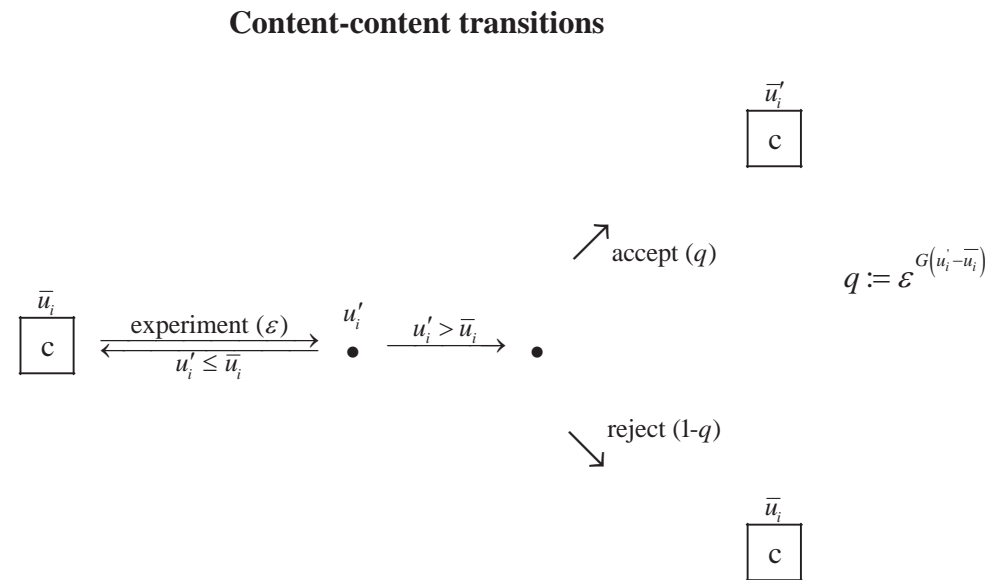 Content-content transitions
ū′ᵢ
c
accept (q)
q := ε^{G(u'ᵢ−ūᵢ)}
ūᵢ
c
experiment (ε)
u′ᵢ ≤ ūᵢ
u′ᵢ
•
u′ᵢ > ūᵢ
•
reject (1-q)
ūᵢ
c